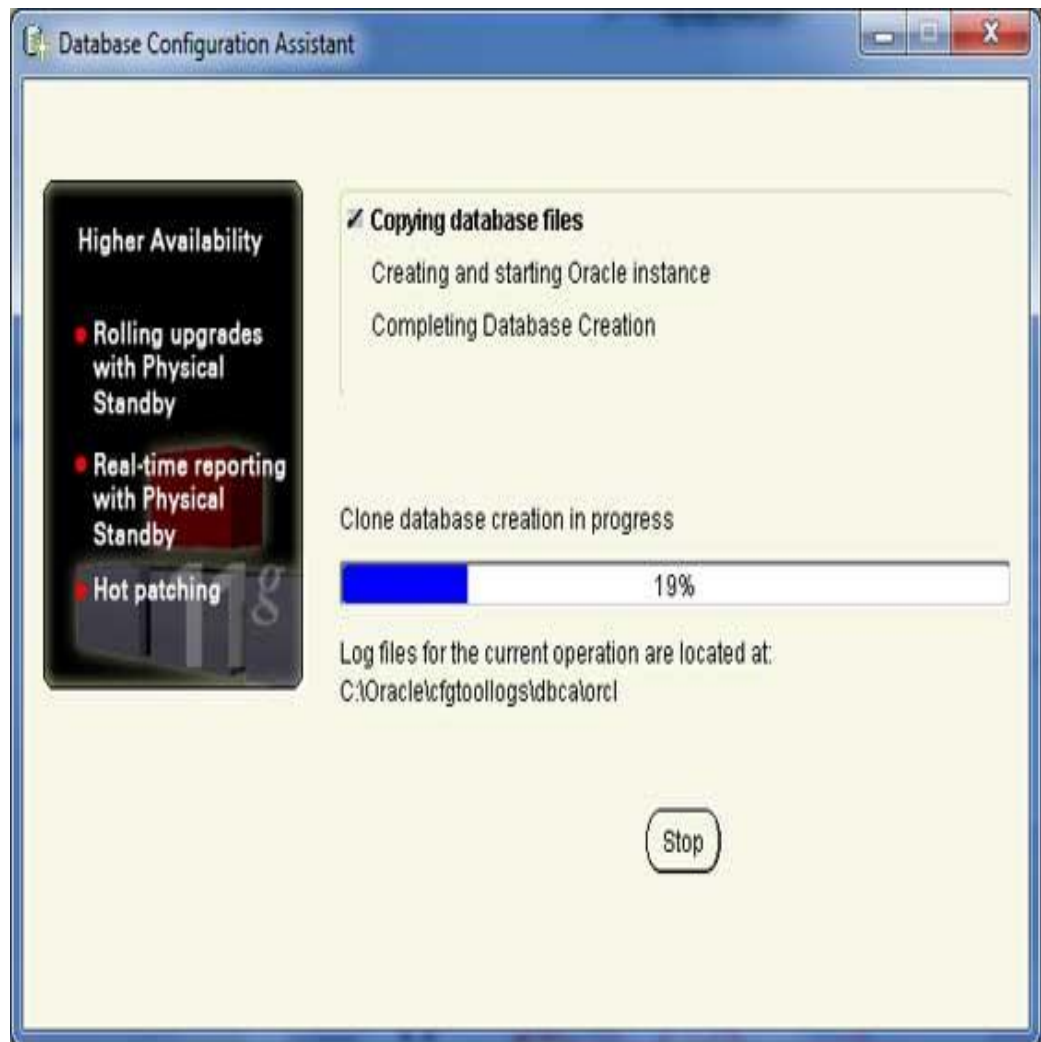 Database Configuration Assistant
Higher Availability
Rolling upgrades
with Physical
Standby
Real-time reporting
with Physical
Standby
Hot patching
11g
Copying database files
Creating and starting Oracle instance
Completing Database Creation
Clone database creation in progress
19%
Log files for the current operation are located at:
C:\Oracle\cfgtoollogs\dbca\orcl
Stop